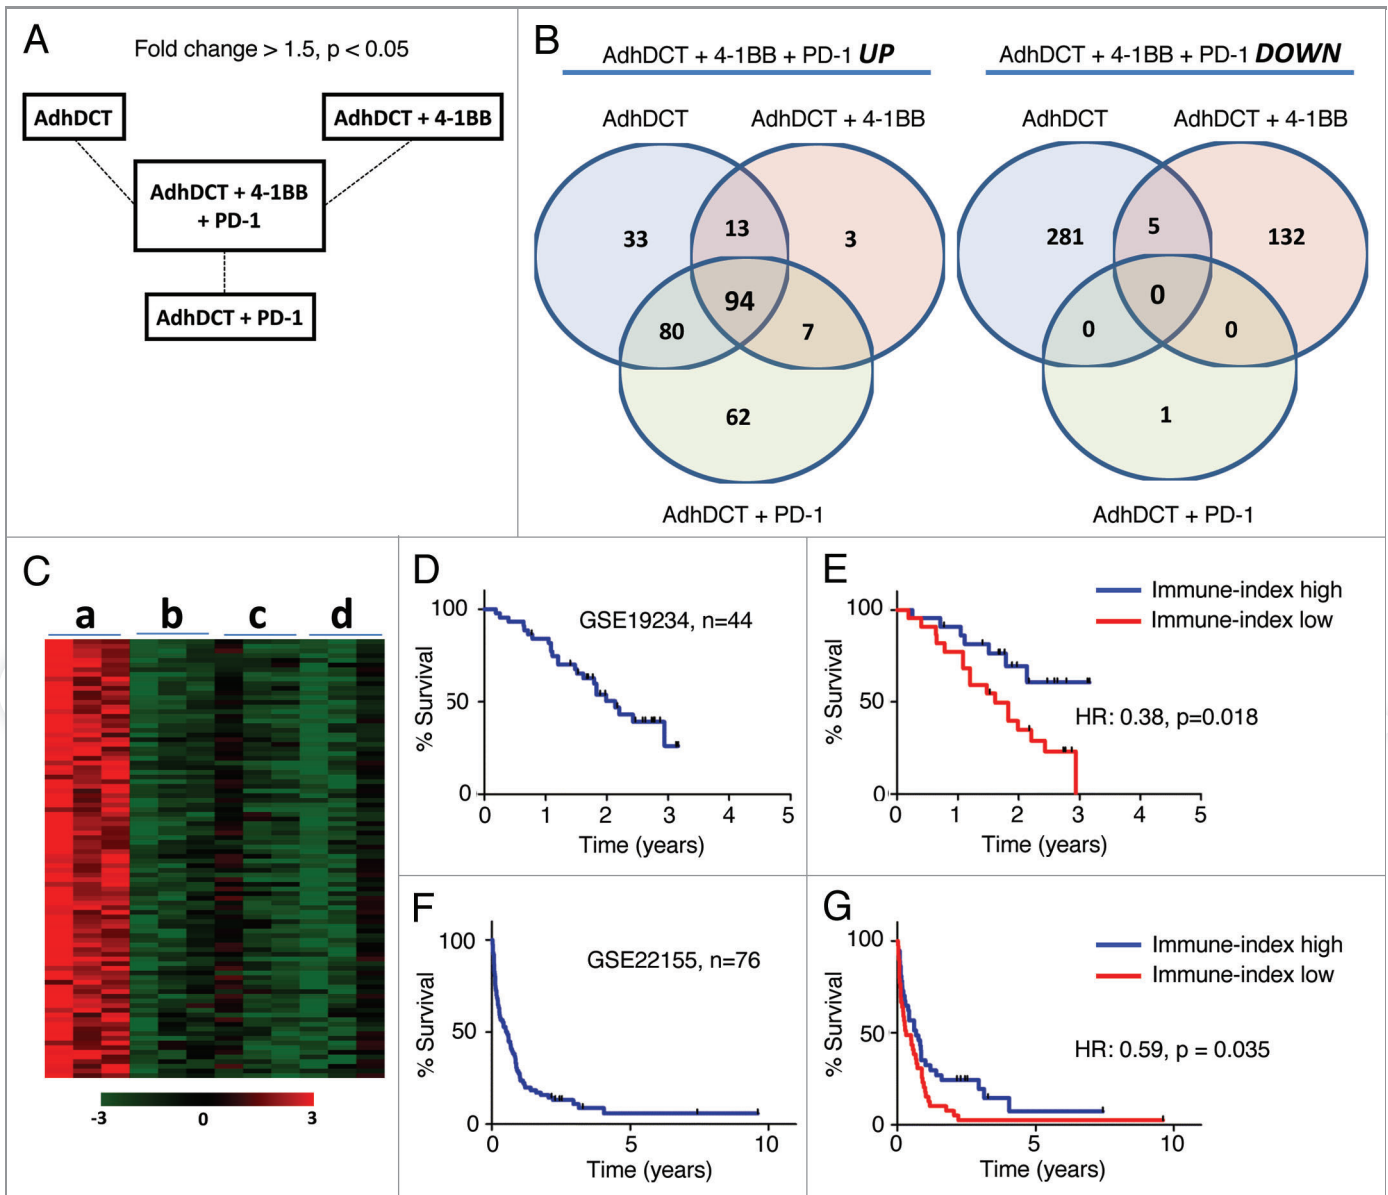 A
Fold change > 1.5, p < 0.05
AdhDCT
AdhDCT + 4-1BB
AdhDCT + 4-1BB
+ PD-1
AdhDCT + PD-1
B
AdhDCT + 4-1BB + PD-1 UP
AdhDCT
AdhDCT + 4-1BB
33
13
3
94
80
7
62
AdhDCT + PD-1
AdhDCT + 4-1BB + PD-1 DOWN
AdhDCT
AdhDCT + 4-1BB
281
5
132
0
0
0
1
AdhDCT + PD-1
C
a b c d
-3 0 3
D
GSE19234, n=44
% Survival
100
50
0
0 1 2 3 4 5
Time (years)
E
Immune-index high
Immune-index low
HR: 0.38, p=0.018
% Survival
100
50
0
0 1 2 3 4 5
Time (years)
F
GSE22155, n=76
% Survival
100
50
0
0 5 10
Time (years)
G
Immune-index high
Immune-index low
HR: 0.59, p = 0.035
% Survival
100
50
0
0 5 10
Time (years)